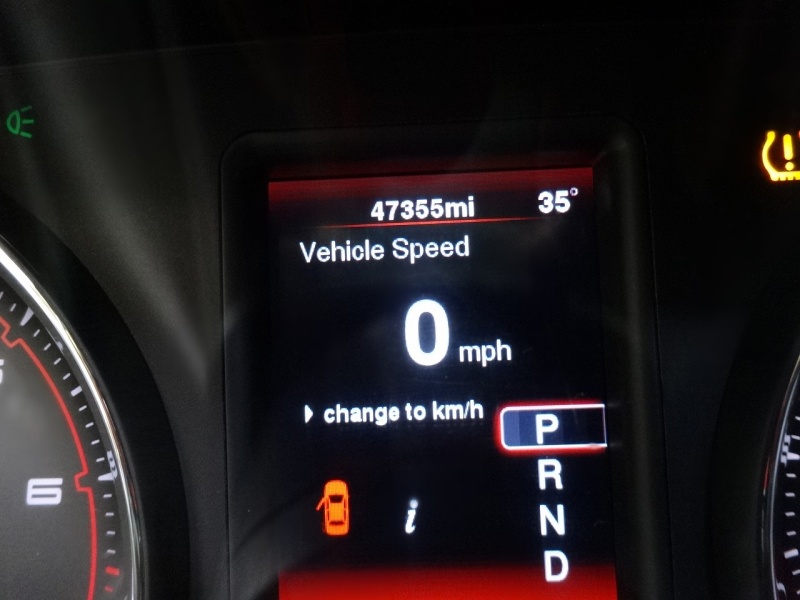 47355mi 35°
Vehicle Speed
0 mph
change to km/h
P
R
N
D
i
6